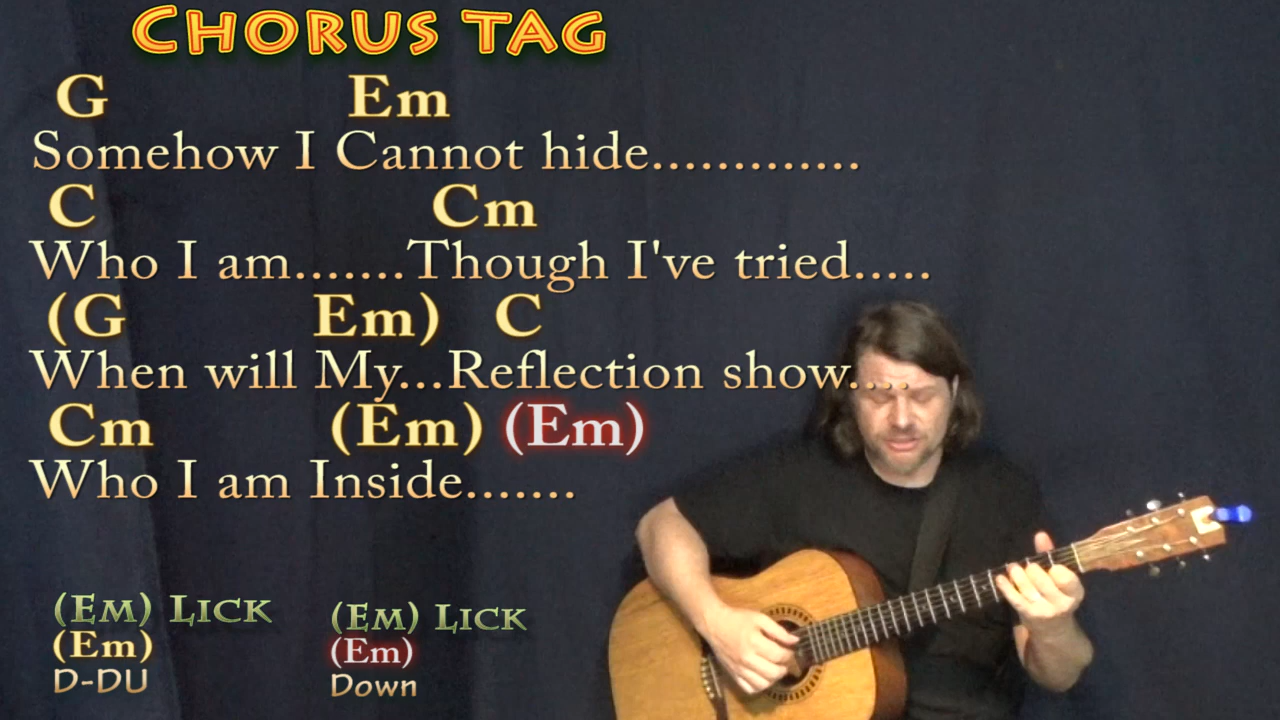 CHORUS TAG
G Em
Somehow I Cannot hide.............
C Cm
Who I am.......Though I've tried.....
(G Em) C
When will My...Reflection show....
Cm (Em) (Em)
Who I am Inside.......
(Em) Lick
(Em)
D-DU
(Em) Lick
(Em)
Down